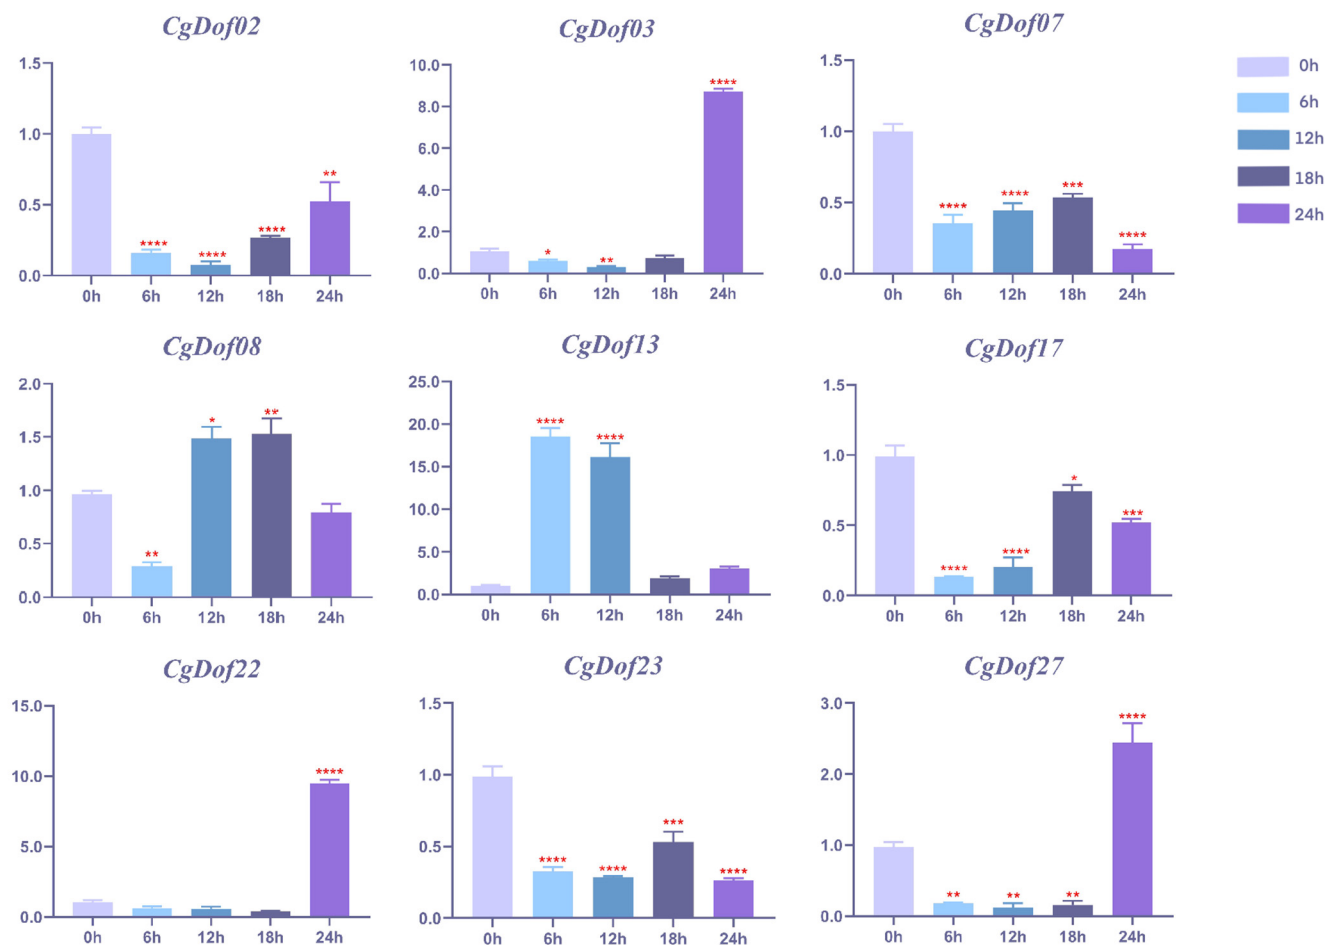 CgDof02
1.5
1.0
0.5
0.0
**** **** **** **
0h 6h 12h 18h 24h
CgDof03
10.0
8.0
6.0
4.0
2.0
0.0
* ** ****
0h 6h 12h 18h 24h
CgDof07
1.5
1.0
0.5
0.0
**** **** *** ****
0h 6h 12h 18h 24h
0h
6h
12h
18h
24h
CgDof08
2.0
1.5
1.0
0.5
0.0
** * **
0h 6h 12h 18h 24h
CgDof13
25.0
20.0
15.0
10.0
5.0
0.0
**** ****
0h 6h 12h 18h 24h
CgDof17
1.5
1.0
0.5
0.0
**** **** * ***
0h 6h 12h 18h 24h
CgDof22
15.0
10.0
5.0
0.0
****
0h 6h 12h 18h 24h
CgDof23
1.5
1.0
0.5
0.0
**** **** *** ****
0h 6h 12h 18h 24h
CgDof27
3.0
2.0
1.0
0.0
** ** ** ****
0h 6h 12h 18h 24h